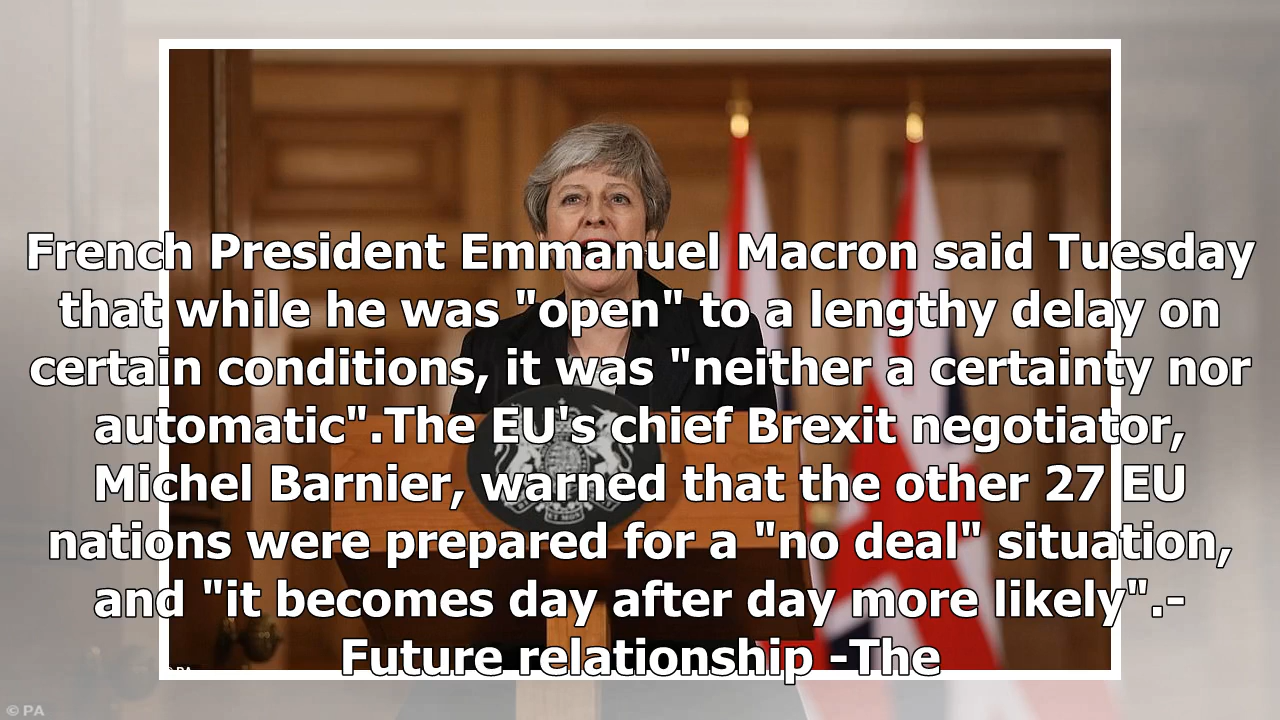 French President Emmanuel Macron said Tuesday
that while he was "open" to a lengthy delay on
certain conditions, it was "neither a certainty nor
automatic".The EU's chief Brexit negotiator,
Michel Barnier, warned that the other 27 EU
nations were prepared for a "no deal" situation,
and "it becomes day after day more likely".-
Future relationship -The
ET MON
© PA